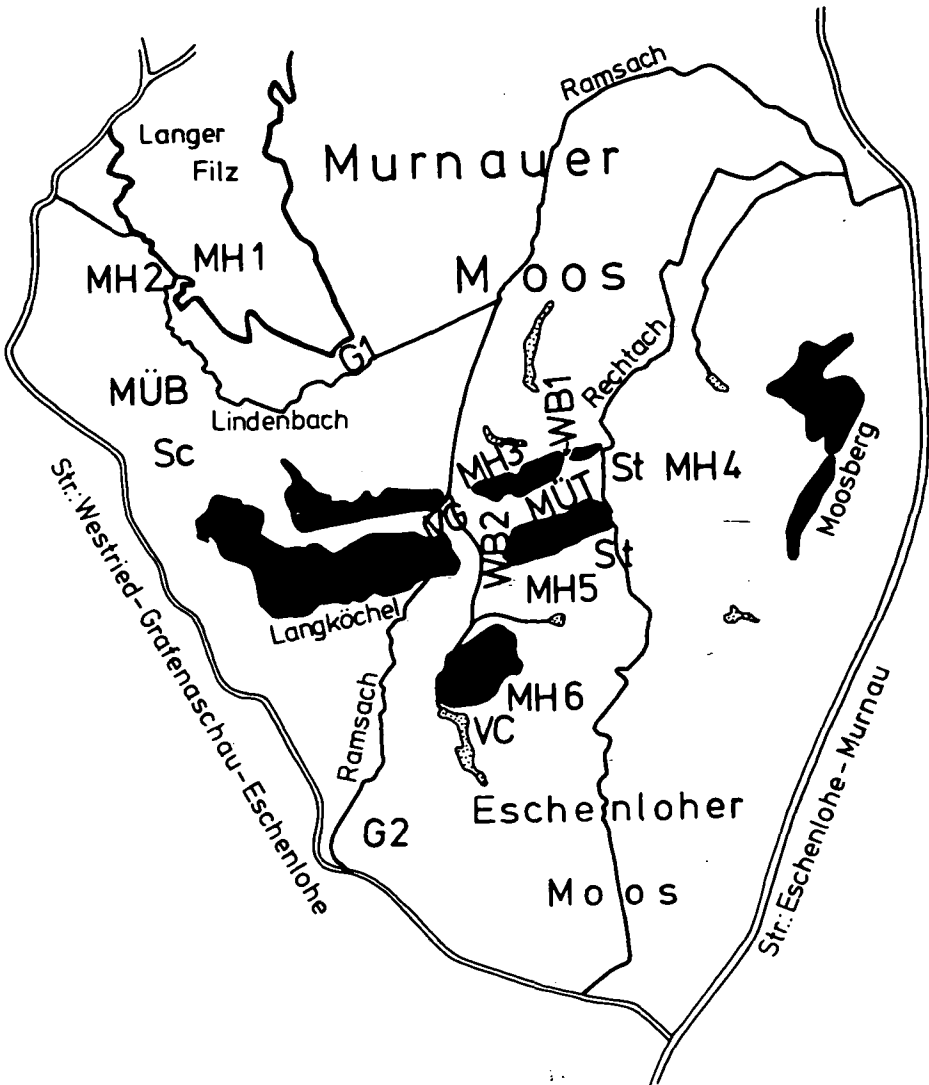 Ramsach
Langer
Filz
Murnauer
Moos
MH1
MH2
G1
MÜB
Lindenbach
Sc
Rechtach
WB1
MH3
MÜT
St MH4
WB2
St
MH5
Moosberg
Langköchel
MH6
VC
Ramsach
G2
Eschenloher
Moos
Str.: Westried-Grafenaschau-Eschenlohe
Str.: Eschenlohe-Murnau